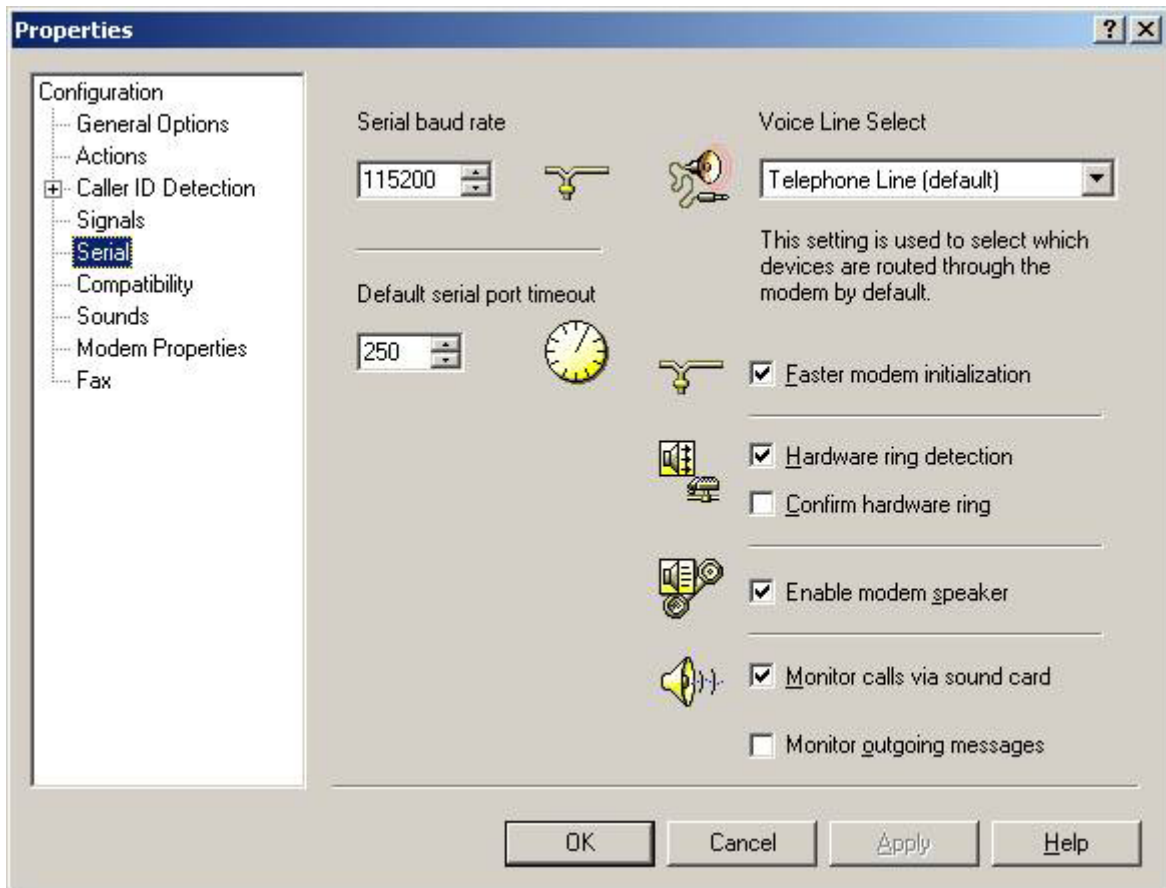 Properties
Configuration
General Options
Actions
Caller ID Detection
Signals
Serial
Compatibility
Sounds
Modem Properties
Fax
Serial baud rate
115200
Default serial port timeout
250
Voice Line Select
Telephone Line (default)
This setting is used to select which
devices are routed through the
modem by default.
Faster modem initialization
Hardware ring detection
Confirm hardware ring
Enable modem speaker
Monitor calls via sound card
Monitor outgoing messages
OK
Cancel
Apply
Help